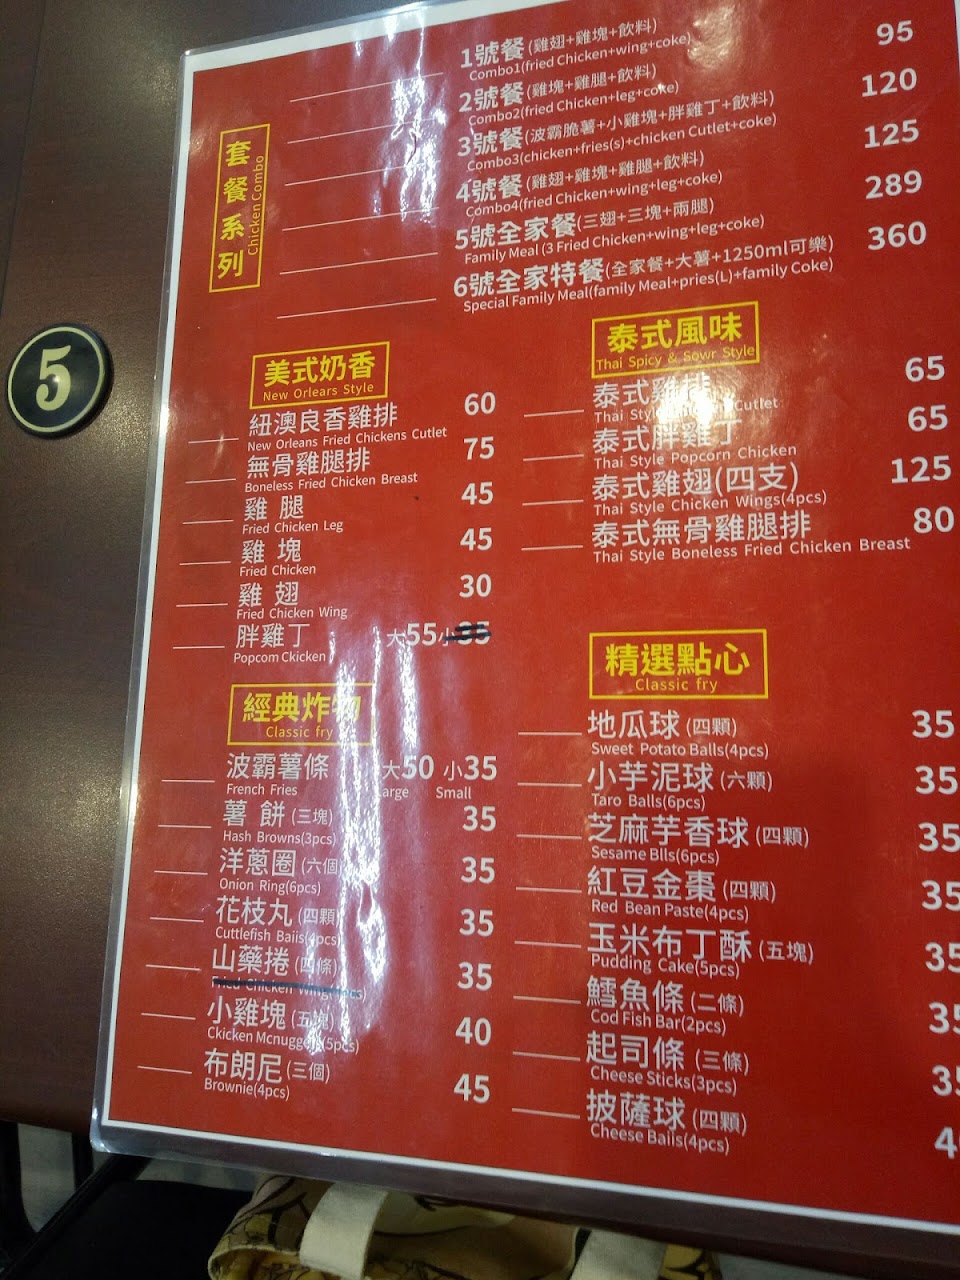 套餐系列
Chicken Combo
1號餐(雞翅+雞塊+飲料)
Combo1(fried Chicken+wing+coke)
2號餐(雞塊+雞腿+飲料) 95
Combo2(fried Chicken+leg+coke)
3號餐(波霸脆薯+小雞塊+胖雞丁+飲料) 120
Combo3(chicken+fries(s)+chicken Cutlet+coke)
4號餐(雞翅+雞塊+雞腿+飲料) 125
Combo4(fried Chicken+wing+leg+coke)
5號全家餐(三翅+三塊+兩腿) 289
Family Meal (3 Fried Chicken+wing+leg+coke)
6號全家特餐(全家餐+大薯+1250ml可樂) 360
Special Family Meal(family Meal+pries(L)+family Coke)
5
美式奶香
New Orlears Style
紐澳良香雞排 60
New Orleans Fried Chickens Cutlet
無骨雞腿排 75
Boneless Fried Chicken Breast
雞 腿 45
Fried Chicken Leg
雞 塊 45
Fried Chicken
雞 翅 30
Fried Chicken Wing
胖雞丁 大55 小35
Popcom Ckicken
經典炸物
Classic fry
波霸薯條 大50 小35
French Fries Large Small
薯 餅 (三塊) 35
Hash Browns(3pcs)
洋蔥圈 (六個) 35
Onion Ring(6pcs)
花枝丸 (四顆) 35
Cuttlefish Baiis(4pcs)
山藥捲 (四條) 35
Fried Chicken Wing(4pcs)
小雞塊 (五塊) 40
Ckicken Mcnuggets(5pcs)
布朗尼 (三個) 45
Brownie(4pcs)
泰式風味
Thai Spicy & Sowr Style
泰式雞排 65
Thai Style Cutlet
泰式胖雞丁 65
Thai Style Popcorn Chicken
泰式雞翅(四支) 125
Thai Style Chicken Wings(4pcs)
泰式無骨雞腿排 80
Thai Style Boneless Fried Chicken Breast
精選點心
Classic fry
地瓜球 (四顆) 35
Sweet Potato Balls(4pcs)
小芋泥球 (六顆) 35
Taro Balls(6pcs)
芝麻芋香球 (四顆) 35
Sesame Blls(6pcs)
紅豆金棗 (四顆) 35
Red Bean Paste(4pcs)
玉米布丁酥 (五塊) 35
Pudding Cake(5pcs)
鱈魚條 (二條) 35
Cod Fish Bar(2pcs)
起司條 (三條) 35
Cheese Sticks(3pcs)
披薩球 (四顆)
Cheese Baiis(4pcs)